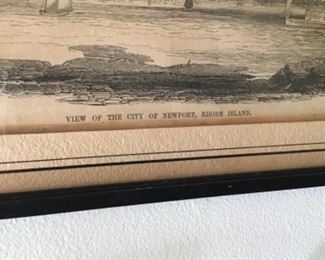 VIEW OF THE CITY OF NEWPORT, RHODE ISLAND.